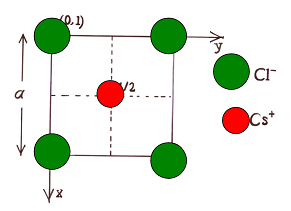 (0,1)
y
Cl⁻
a
1/2
Cs⁺
x